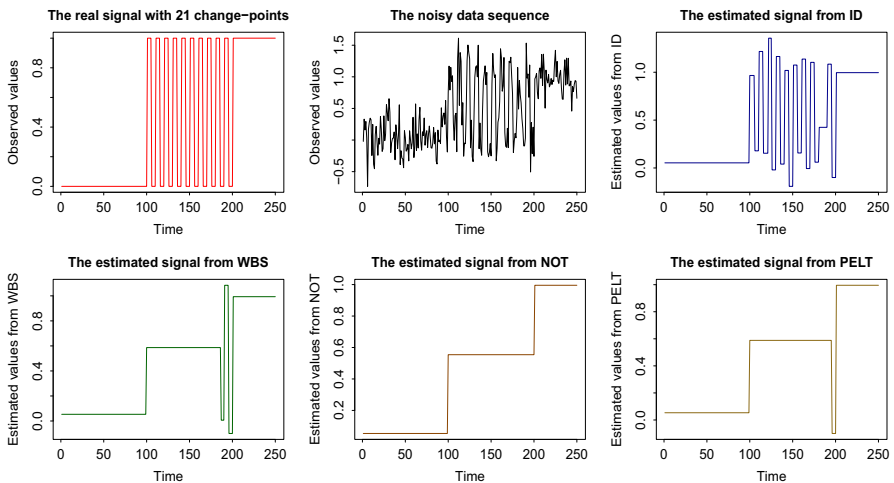 The real signal with 21 change−points
Observed values
0.0 0.4 0.8
0 50 100 150 200 250
Time
The noisy data sequence
Observed values
−0.5 0.5 1.0 1.5
0 50 100 150 200 250
Time
The estimated signal from ID
Estimated values from ID
0.0 0.5 1.0
0 50 100 150 200 250
Time
The estimated signal from WBS
Estimated values from WBS
0.0 0.4 0.8
0 50 100 150 200 250
Time
The estimated signal from NOT
Estimated values from NOT
0.2 0.4 0.6 0.8 1.0
0 50 100 150 200 250
Time
The estimated signal from PELT
Estimated values from PELT
0.0 0.4 0.8
0 50 100 150 200 250
Time